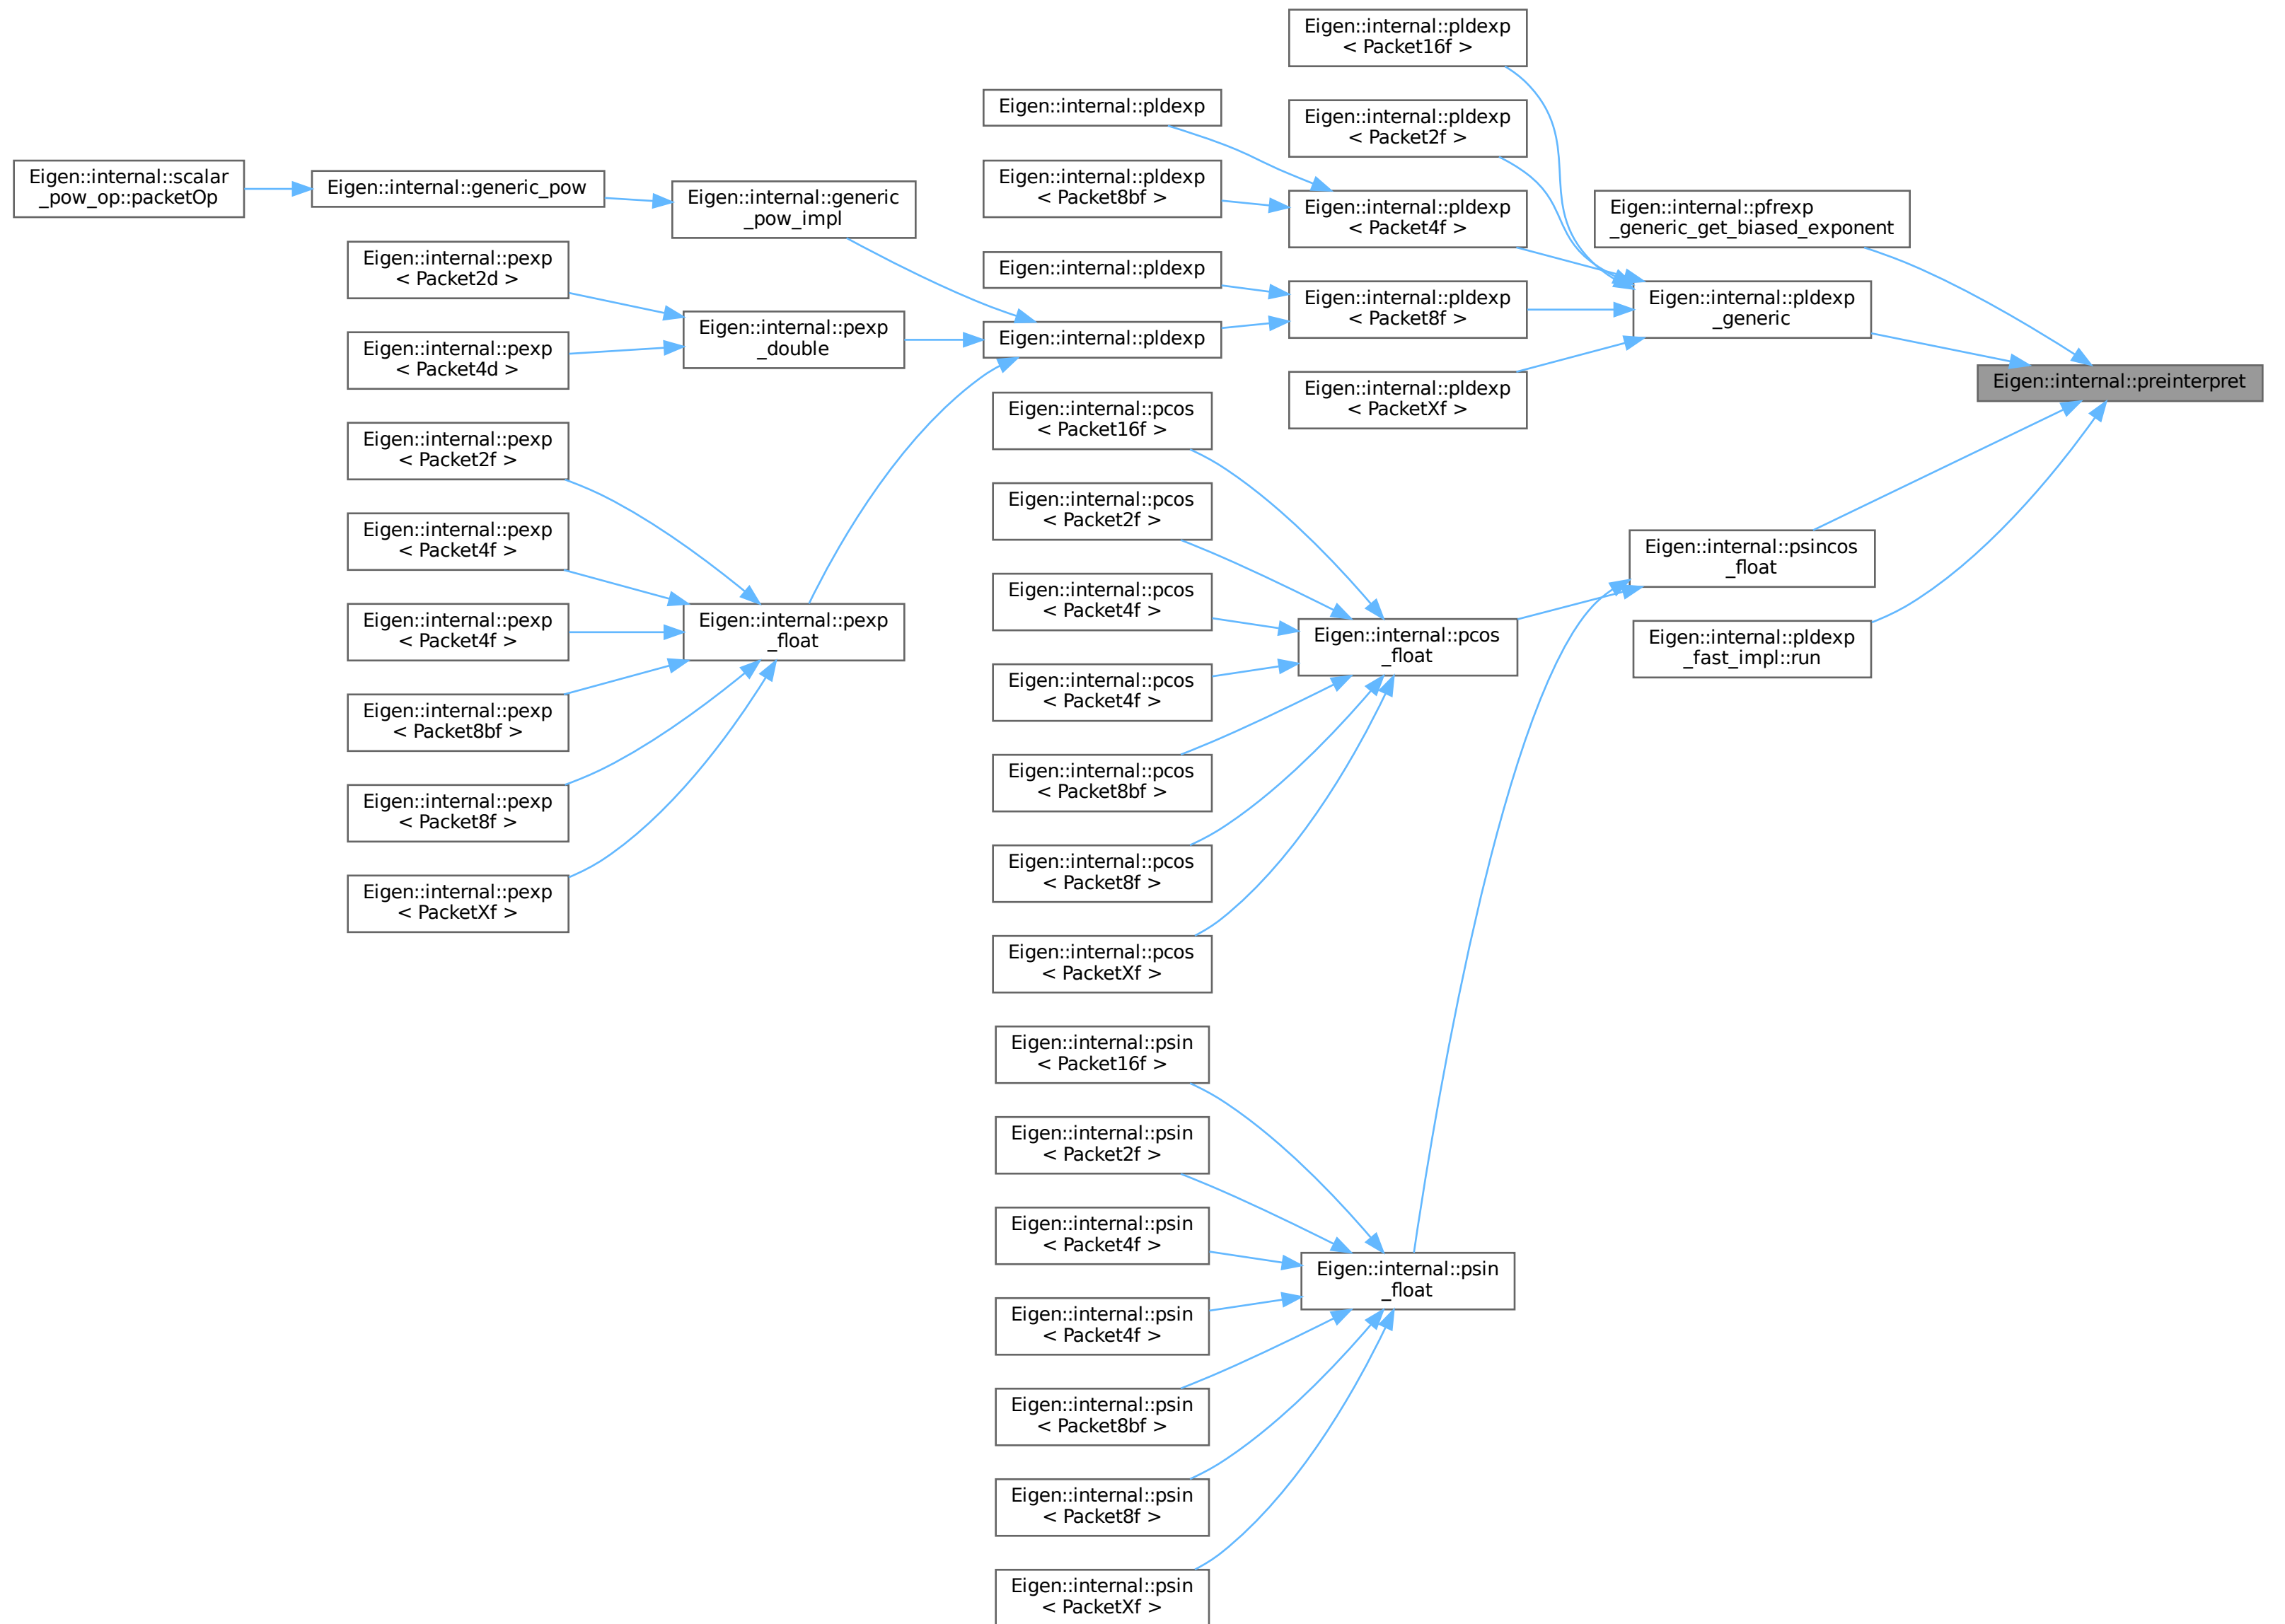 Eigen::internal::scalar
_pow_op::packetOp
Eigen::internal::generic_pow
Eigen::internal::generic
_pow_impl
Eigen::internal::pexp
< Packet2d >
Eigen::internal::pexp
< Packet4d >
Eigen::internal::pexp
_double
Eigen::internal::pexp
< Packet2f >
Eigen::internal::pexp
< Packet4f >
Eigen::internal::pexp
< Packet4f >
Eigen::internal::pexp
< Packet8bf >
Eigen::internal::pexp
< Packet8f >
Eigen::internal::pexp
< PacketXf >
Eigen::internal::pexp
_float
Eigen::internal::pldexp
Eigen::internal::pldexp
< Packet8bf >
Eigen::internal::pldexp
Eigen::internal::pldexp
Eigen::internal::pldexp
< Packet16f >
Eigen::internal::pldexp
< Packet2f >
Eigen::internal::pldexp
< Packet4f >
Eigen::internal::pldexp
< Packet8f >
Eigen::internal::pldexp
< PacketXf >
Eigen::internal::pfrexp
_generic_get_biased_exponent
Eigen::internal::pldexp
_generic
Eigen::internal::preinterpret
Eigen::internal::psincos
_float
Eigen::internal::pldexp
_fast_impl::run
Eigen::internal::pcos
< Packet16f >
Eigen::internal::pcos
< Packet2f >
Eigen::internal::pcos
< Packet4f >
Eigen::internal::pcos
< Packet4f >
Eigen::internal::pcos
< Packet8bf >
Eigen::internal::pcos
< Packet8f >
Eigen::internal::pcos
< PacketXf >
Eigen::internal::pcos
_float
Eigen::internal::psin
< Packet16f >
Eigen::internal::psin
< Packet2f >
Eigen::internal::psin
< Packet4f >
Eigen::internal::psin
< Packet4f >
Eigen::internal::psin
< Packet8bf >
Eigen::internal::psin
< Packet8f >
Eigen::internal::psin
< PacketXf >
Eigen::internal::psin
_float